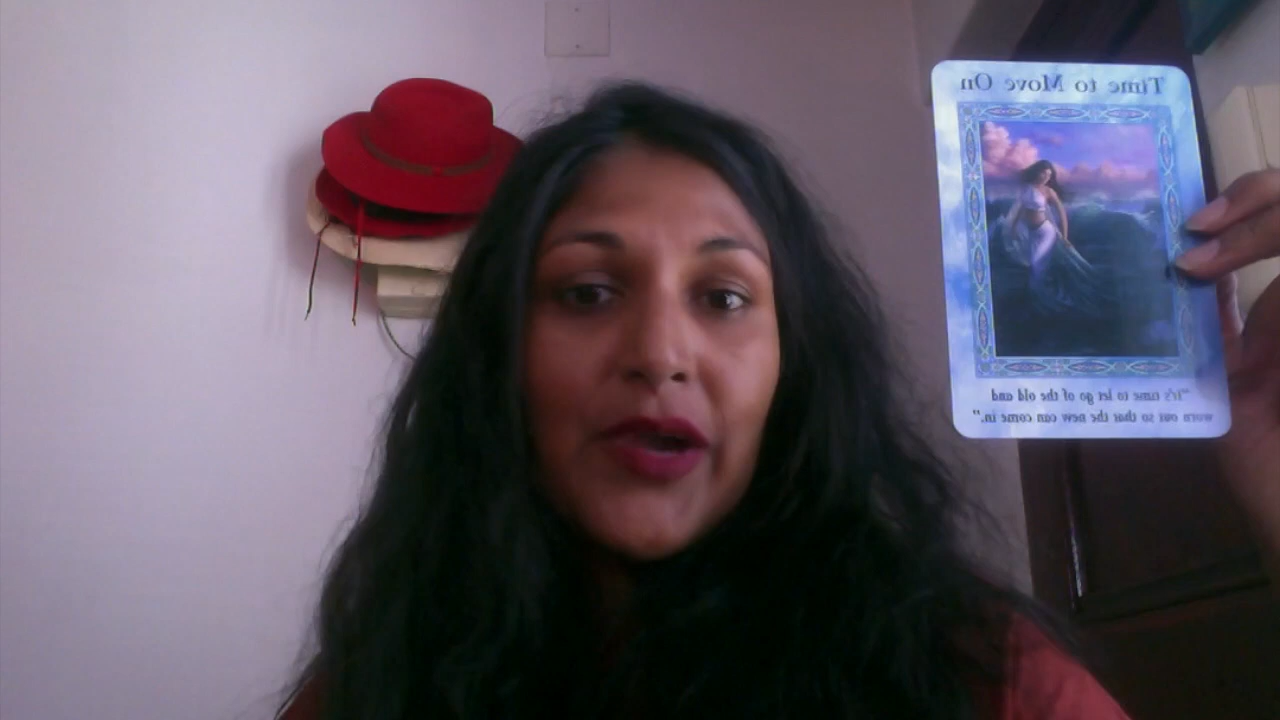 Time to Move On
"It's time to let go of the old and
worn out so that the new can come in."